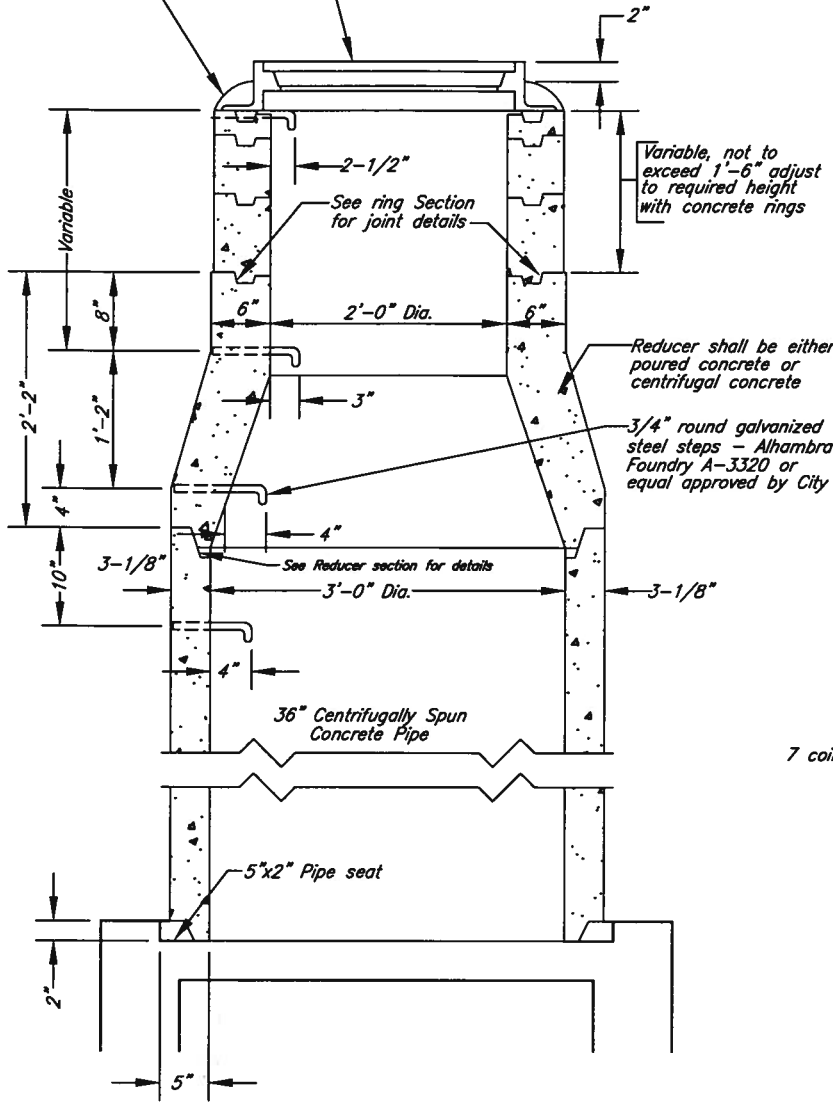 2"
2-1/2"
Variable, not to
exceed 1'-6" adjust
to required height
with concrete rings
Variable
See ring Section
for joint details
8"
6"
2'-0" Dia.
6"
2'-2"
1'-2"
3"
Reducer shall be either
poured concrete or
centrifugal concrete
3/4" round galvanized
steel steps - Alhambra
Foundry A-3320 or
equal approved by City
4"
4"
3-1/8"
See Reducer section for details
10"
3'-0" Dia.
3-1/8"
4"
36" Centrifugally Spun
Concrete Pipe
7 coil
5"x2" Pipe seat
2"
5"